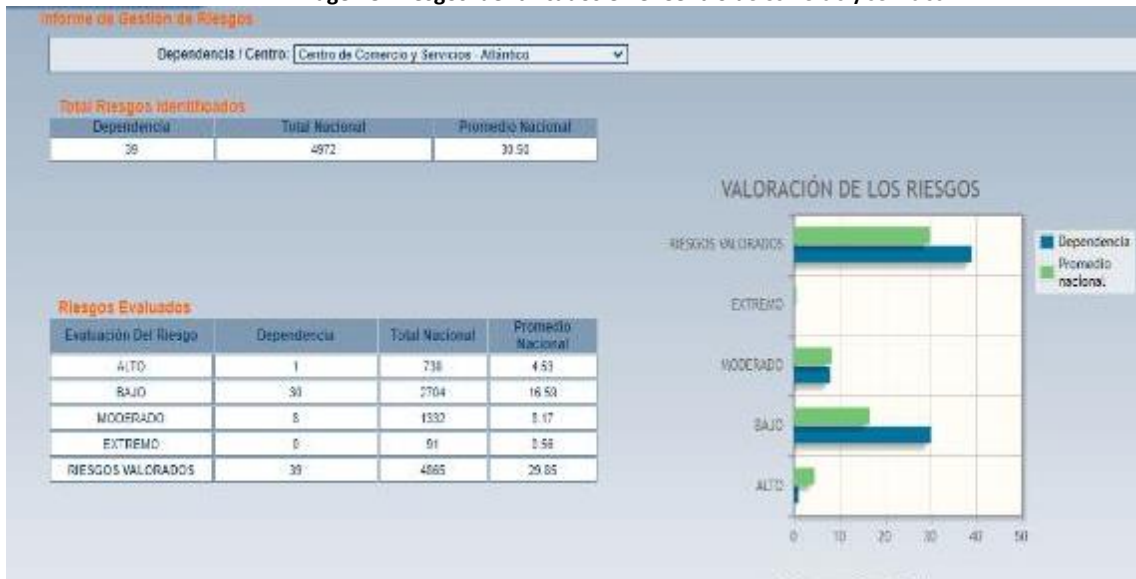 Informe de Gestión de Riesgos
Dependencia / Centro: Centro de Comercio y Servicios - Atlántico
Total Riesgos Identificados
Dependencia Total Nacional Promedio Nacional
39 4972 30.50
Riesgos Evaluados
Evaluación Del Riesgo Dependencia Total Nacional Promedio Nacional
ALTO 1 738 4.53
BAJO 30 2704 16.59
MODERADO 8 1332 8.17
EXTREMO 0 91 0.56
RIESGOS VALORADOS 39 4865 29.85
VALORACIÓN DE LOS RIESGOS
RIESGOS VALORADOS
EXTREMO
MODERADO
BAJO
ALTO
0 10 20 30 40 50
Dependencia
Promedio
nacional